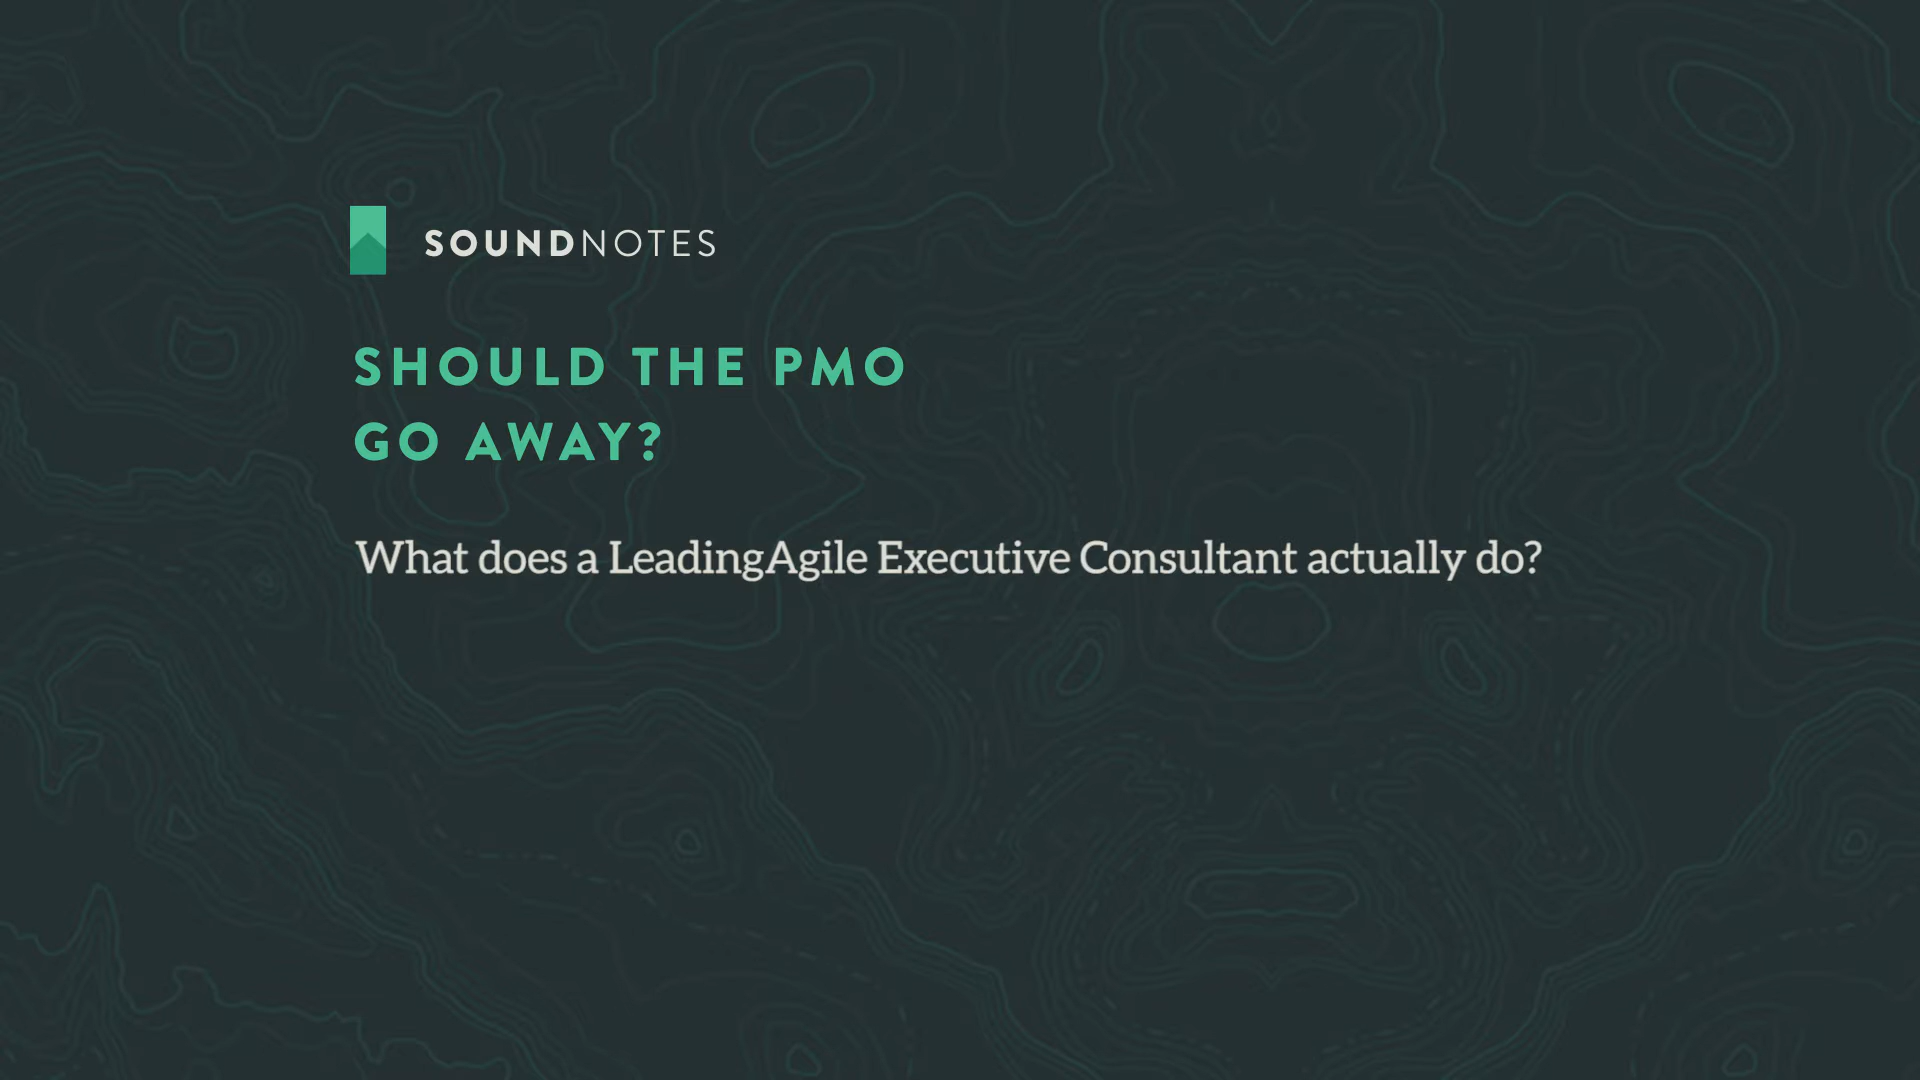 SOUNDNOTES
SHOULD THE PMO
GO AWAY?
What does a LeadingAgile Executive Consultant actually do?